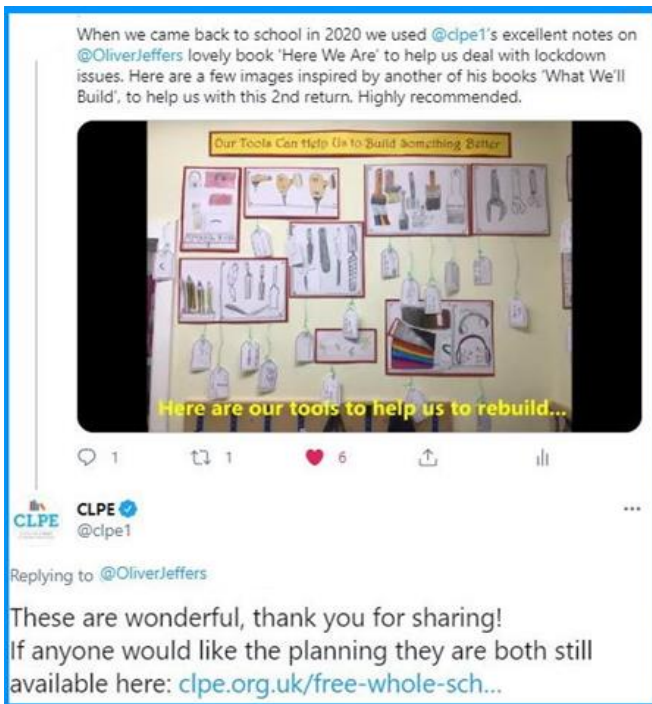 When we came back to school in 2020 we used @clpe1's excellent notes on
@OliverJeffers lovely book 'Here We Are' to help us deal with lockdown
issues. Here are a few images inspired by another of his books 'What We'll
Build', to help us with this 2nd return. Highly recommended.
Our Tools Can Help Us to Build Something Better
Here are our tools to help us to rebuild...
1 1 6
CLPE
CLPE
@clpe1
Replying to @OliverJeffers
These are wonderful, thank you for sharing!
If anyone would like the planning they are both still
available here: clpe.org.uk/free-whole-sch...